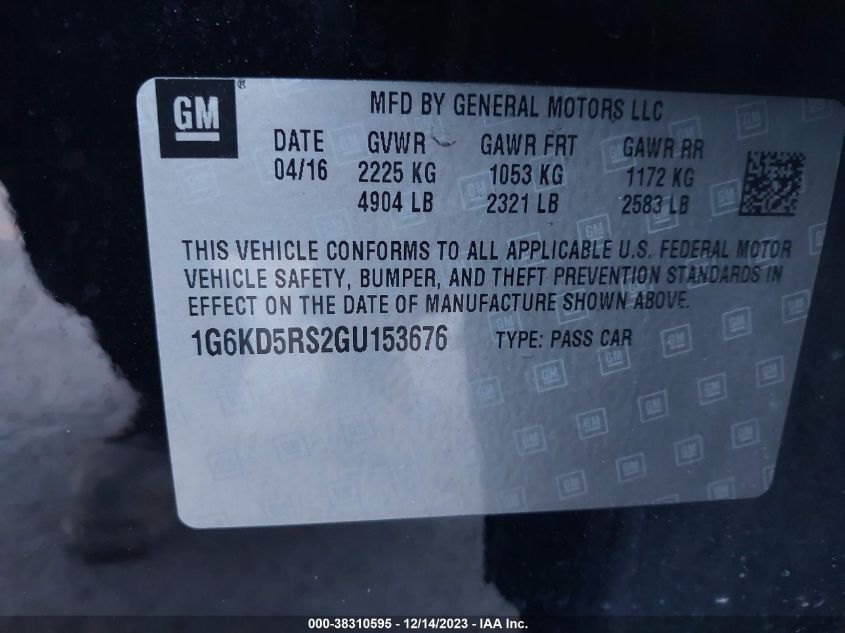 GM ®
MFD BY GENERAL MOTORS LLC
DATE GVWR GAWR FRT GAWR RR
04/16 2225 KG 1053 KG 1172 KG
4904 LB 2321 LB 2583 LB
THIS VEHICLE CONFORMS TO ALL APPLICABLE U.S. FEDERAL MOTOR
VEHICLE SAFETY, BUMPER, AND THEFT PREVENTION STANDARDS IN
EFFECT ON THE DATE OF MANUFACTURE SHOWN ABOVE.
1G6KD5RS2GU153676 TYPE: PASS CAR
000-38310595 - 12/14/2023 - IAA Inc.